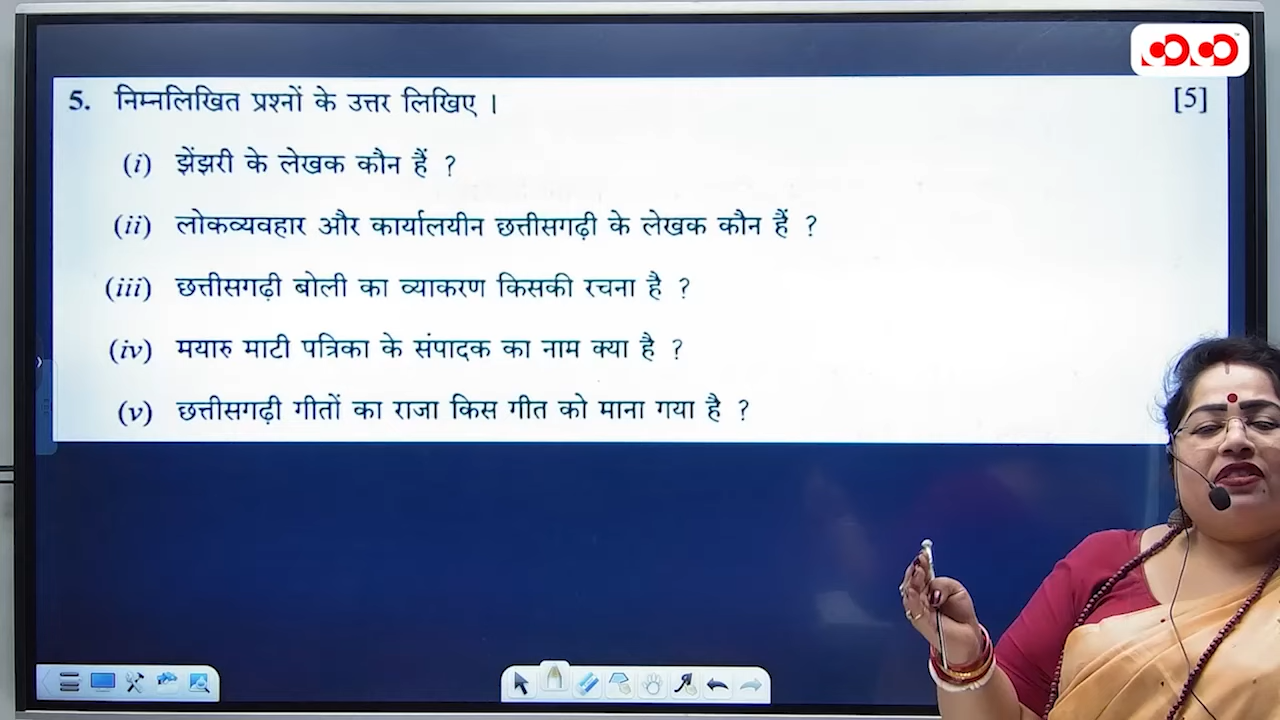 5. निम्नलिखित प्रश्नों के उत्तर लिखिए । [5]
(i) झेंझरी के लेखक कौन हैं ?
(ii) लोकव्यवहार और कार्यालयीन छत्तीसगढ़ी के लेखक कौन हैं ?
(iii) छत्तीसगढ़ी बोली का व्याकरण किसकी रचना है ?
(iv) मयारु माटी पत्रिका के संपादक का नाम क्या है ?
(v) छत्तीसगढ़ी गीतों का राजा किस गीत को माना गया है ?